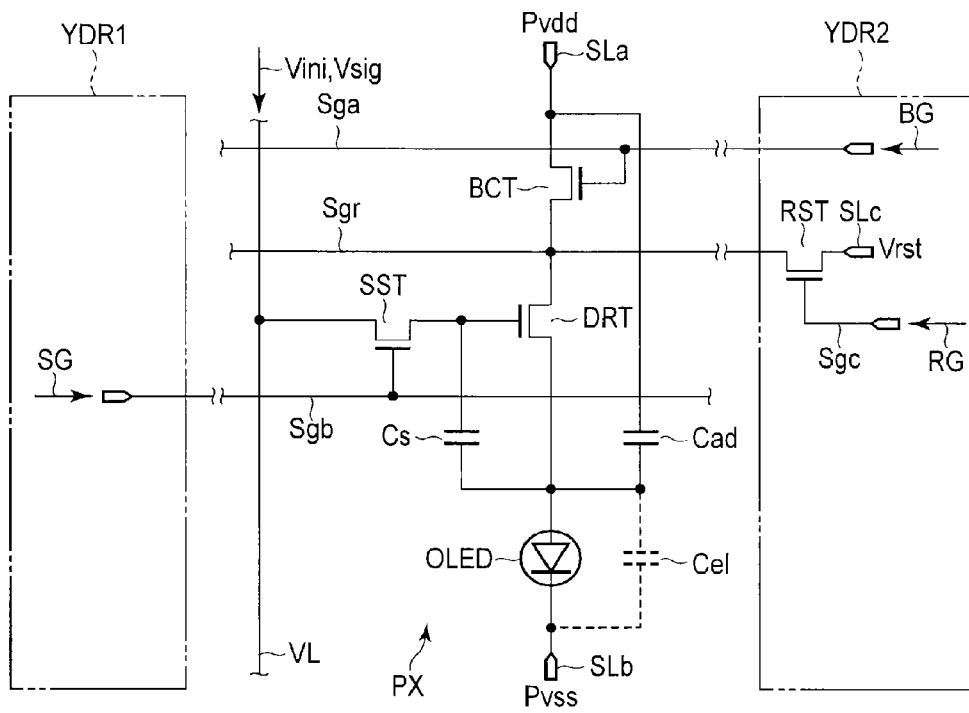 YDR1
Pvdd
YDR2
SLa
Vini,Vsig
Sga
BG
BCT
Sgr
RST
SLc
Vrst
SST
DRT
SG
Sgc
RG
Sgb
Cs
Cad
OLED
Cel
VL
PX
SLb
Pvss